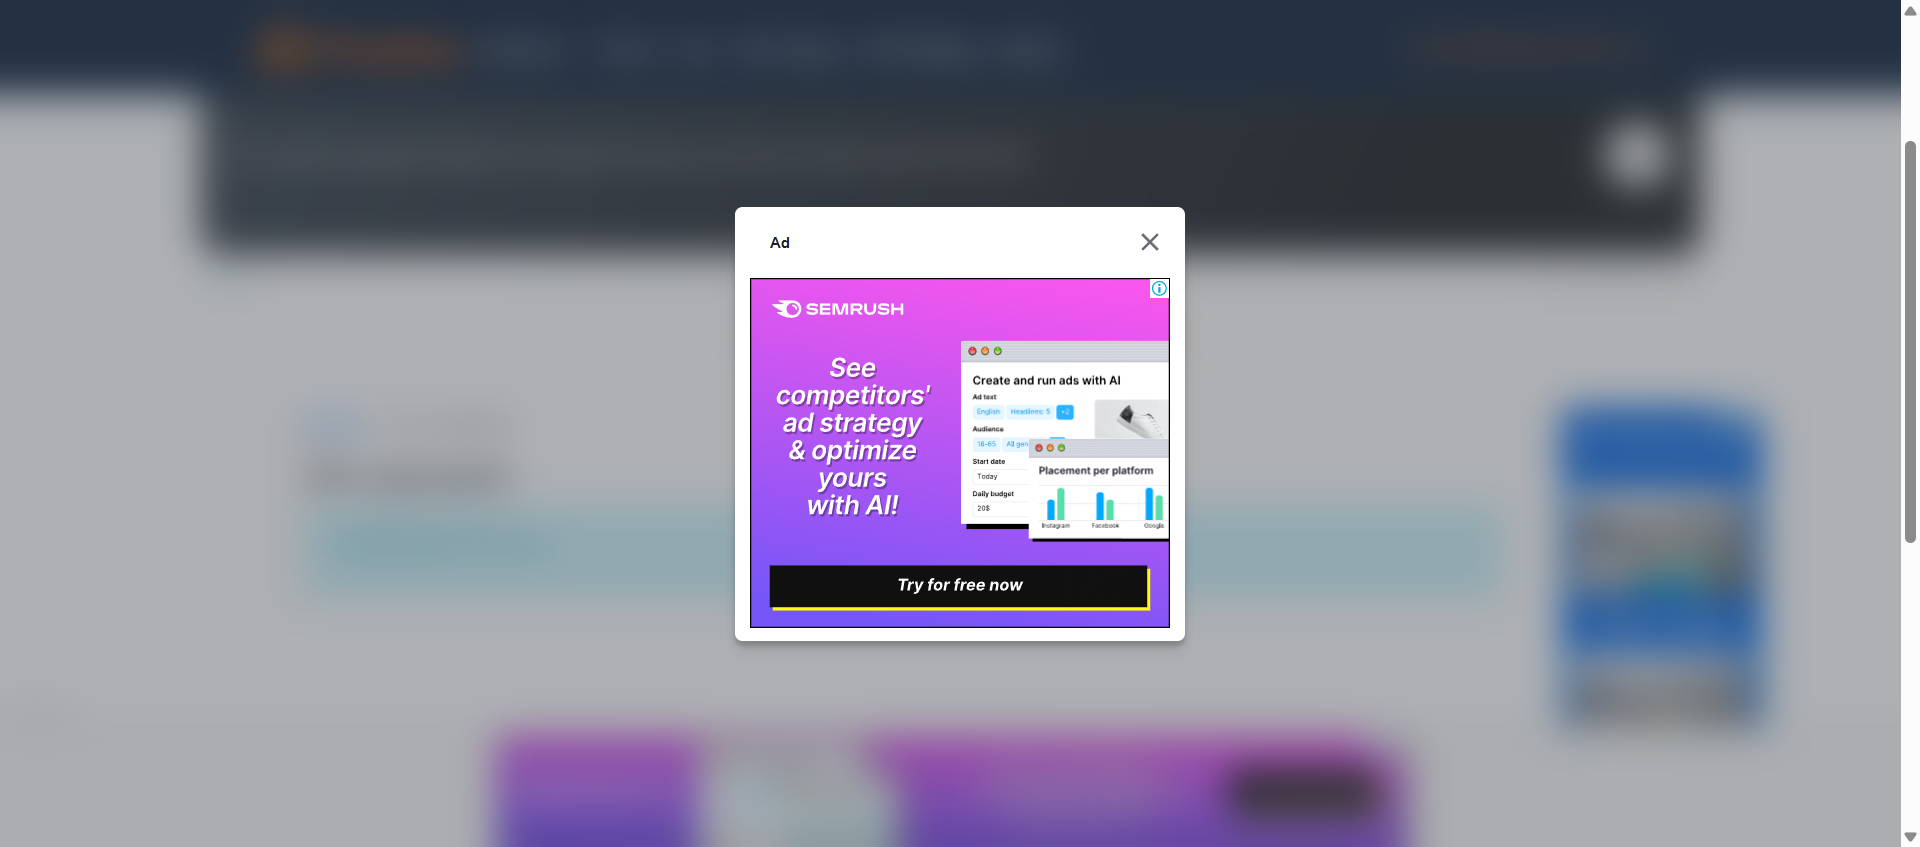 Ad
SEMRUSH
See
competitors'
ad strategy
& optimize
yours
with AI!
Create and run ads with AI
Ad text
English Headlines: 5 +2
Audience
16-65 All gen
Start date
Today
Daily budget
20$
Placement per platform
Instagram Facebook Google
Try for free now